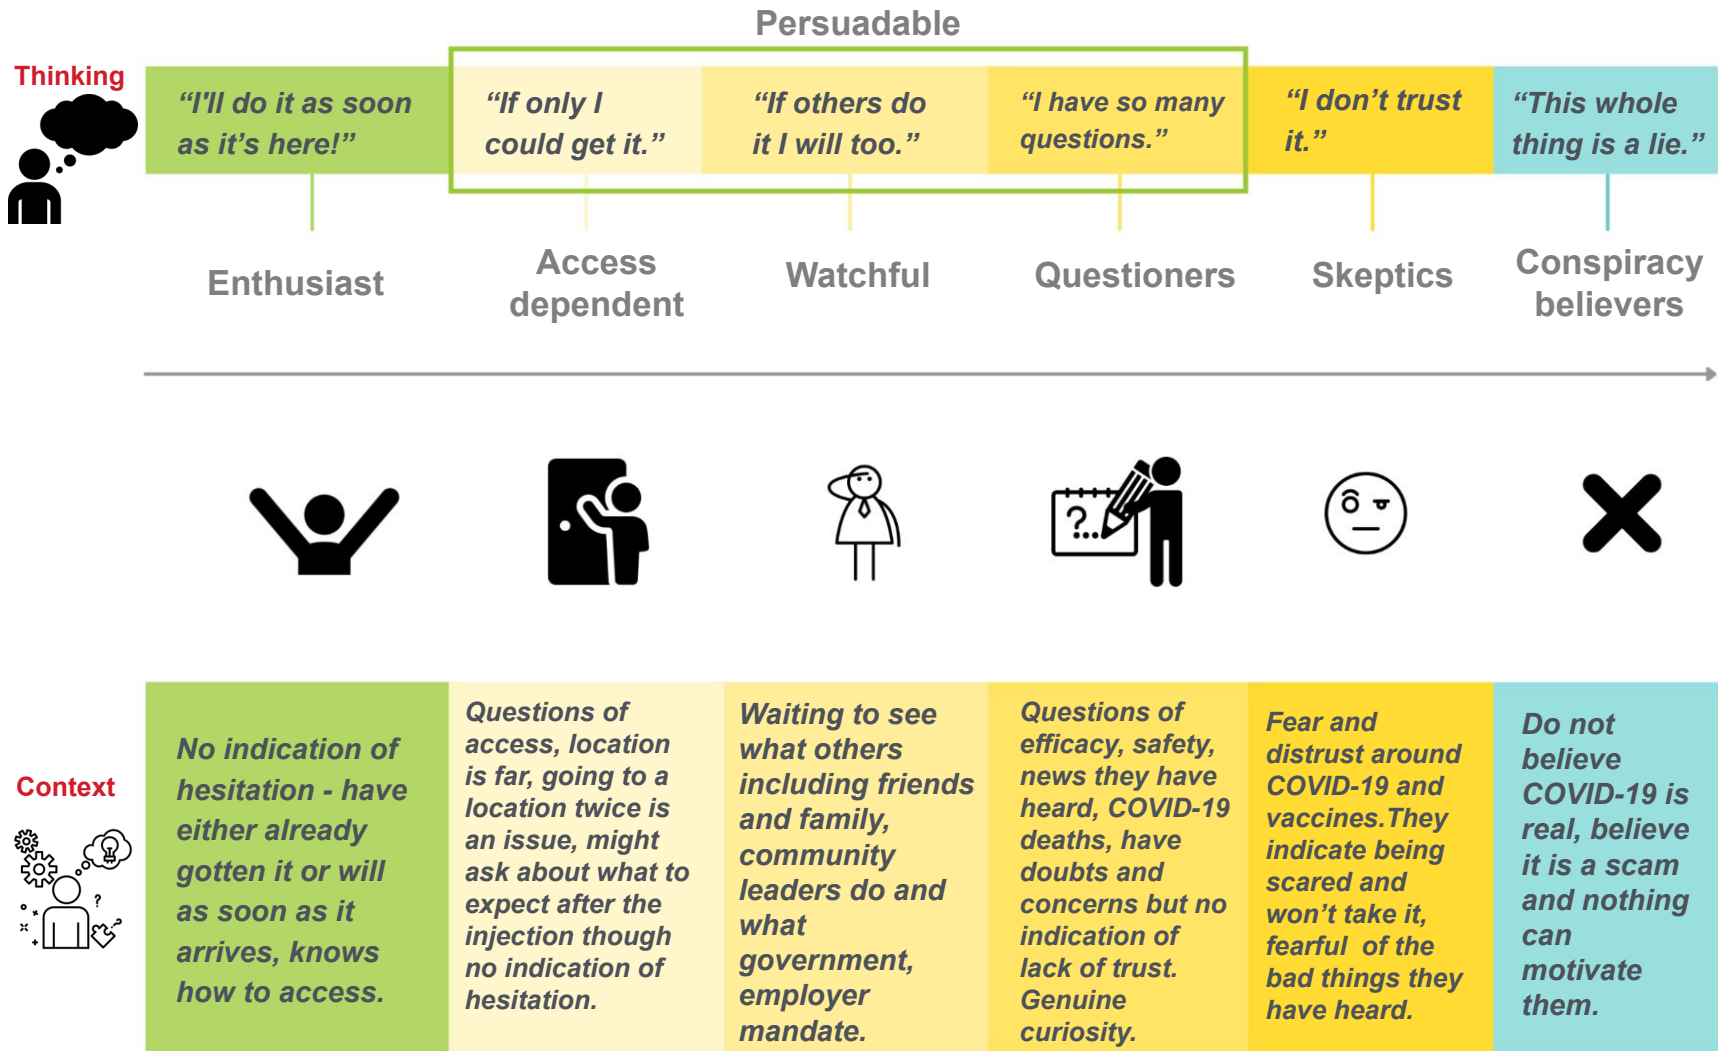 Persuadable
Thinking
“I'll do it as soon
as it’s here!”
“If only I
could get it.”
“If others do
it I will too.”
“I have so many
questions.”
“I don’t trust
it.”
“This whole
thing is a lie.”
Enthusiast
Access
dependent
Watchful
Questioners
Skeptics
Conspiracy
believers
?...
Context
?
?
No indication of
hesitation - have
either already
gotten it or will
as soon as it
arrives, knows
how to access.
Questions of
access, location
is far, going to a
location twice is
an issue, might
ask about what to
expect after the
injection though
no indication of
hesitation.
Waiting to see
what others
including friends
and family,
community
leaders do and
what
government,
employer
mandate.
Questions of
efficacy, safety,
news they have
heard, COVID-19
deaths, have
doubts and
concerns but no
indication of
lack of trust.
Genuine
curiosity.
Fear and
distrust around
COVID-19 and
vaccines.They
indicate being
scared and
won’t take it,
fearful  of the
bad things they
have heard.
Do not
believe
COVID-19 is
real, believe
it is a scam
and nothing
can
motivate
them.